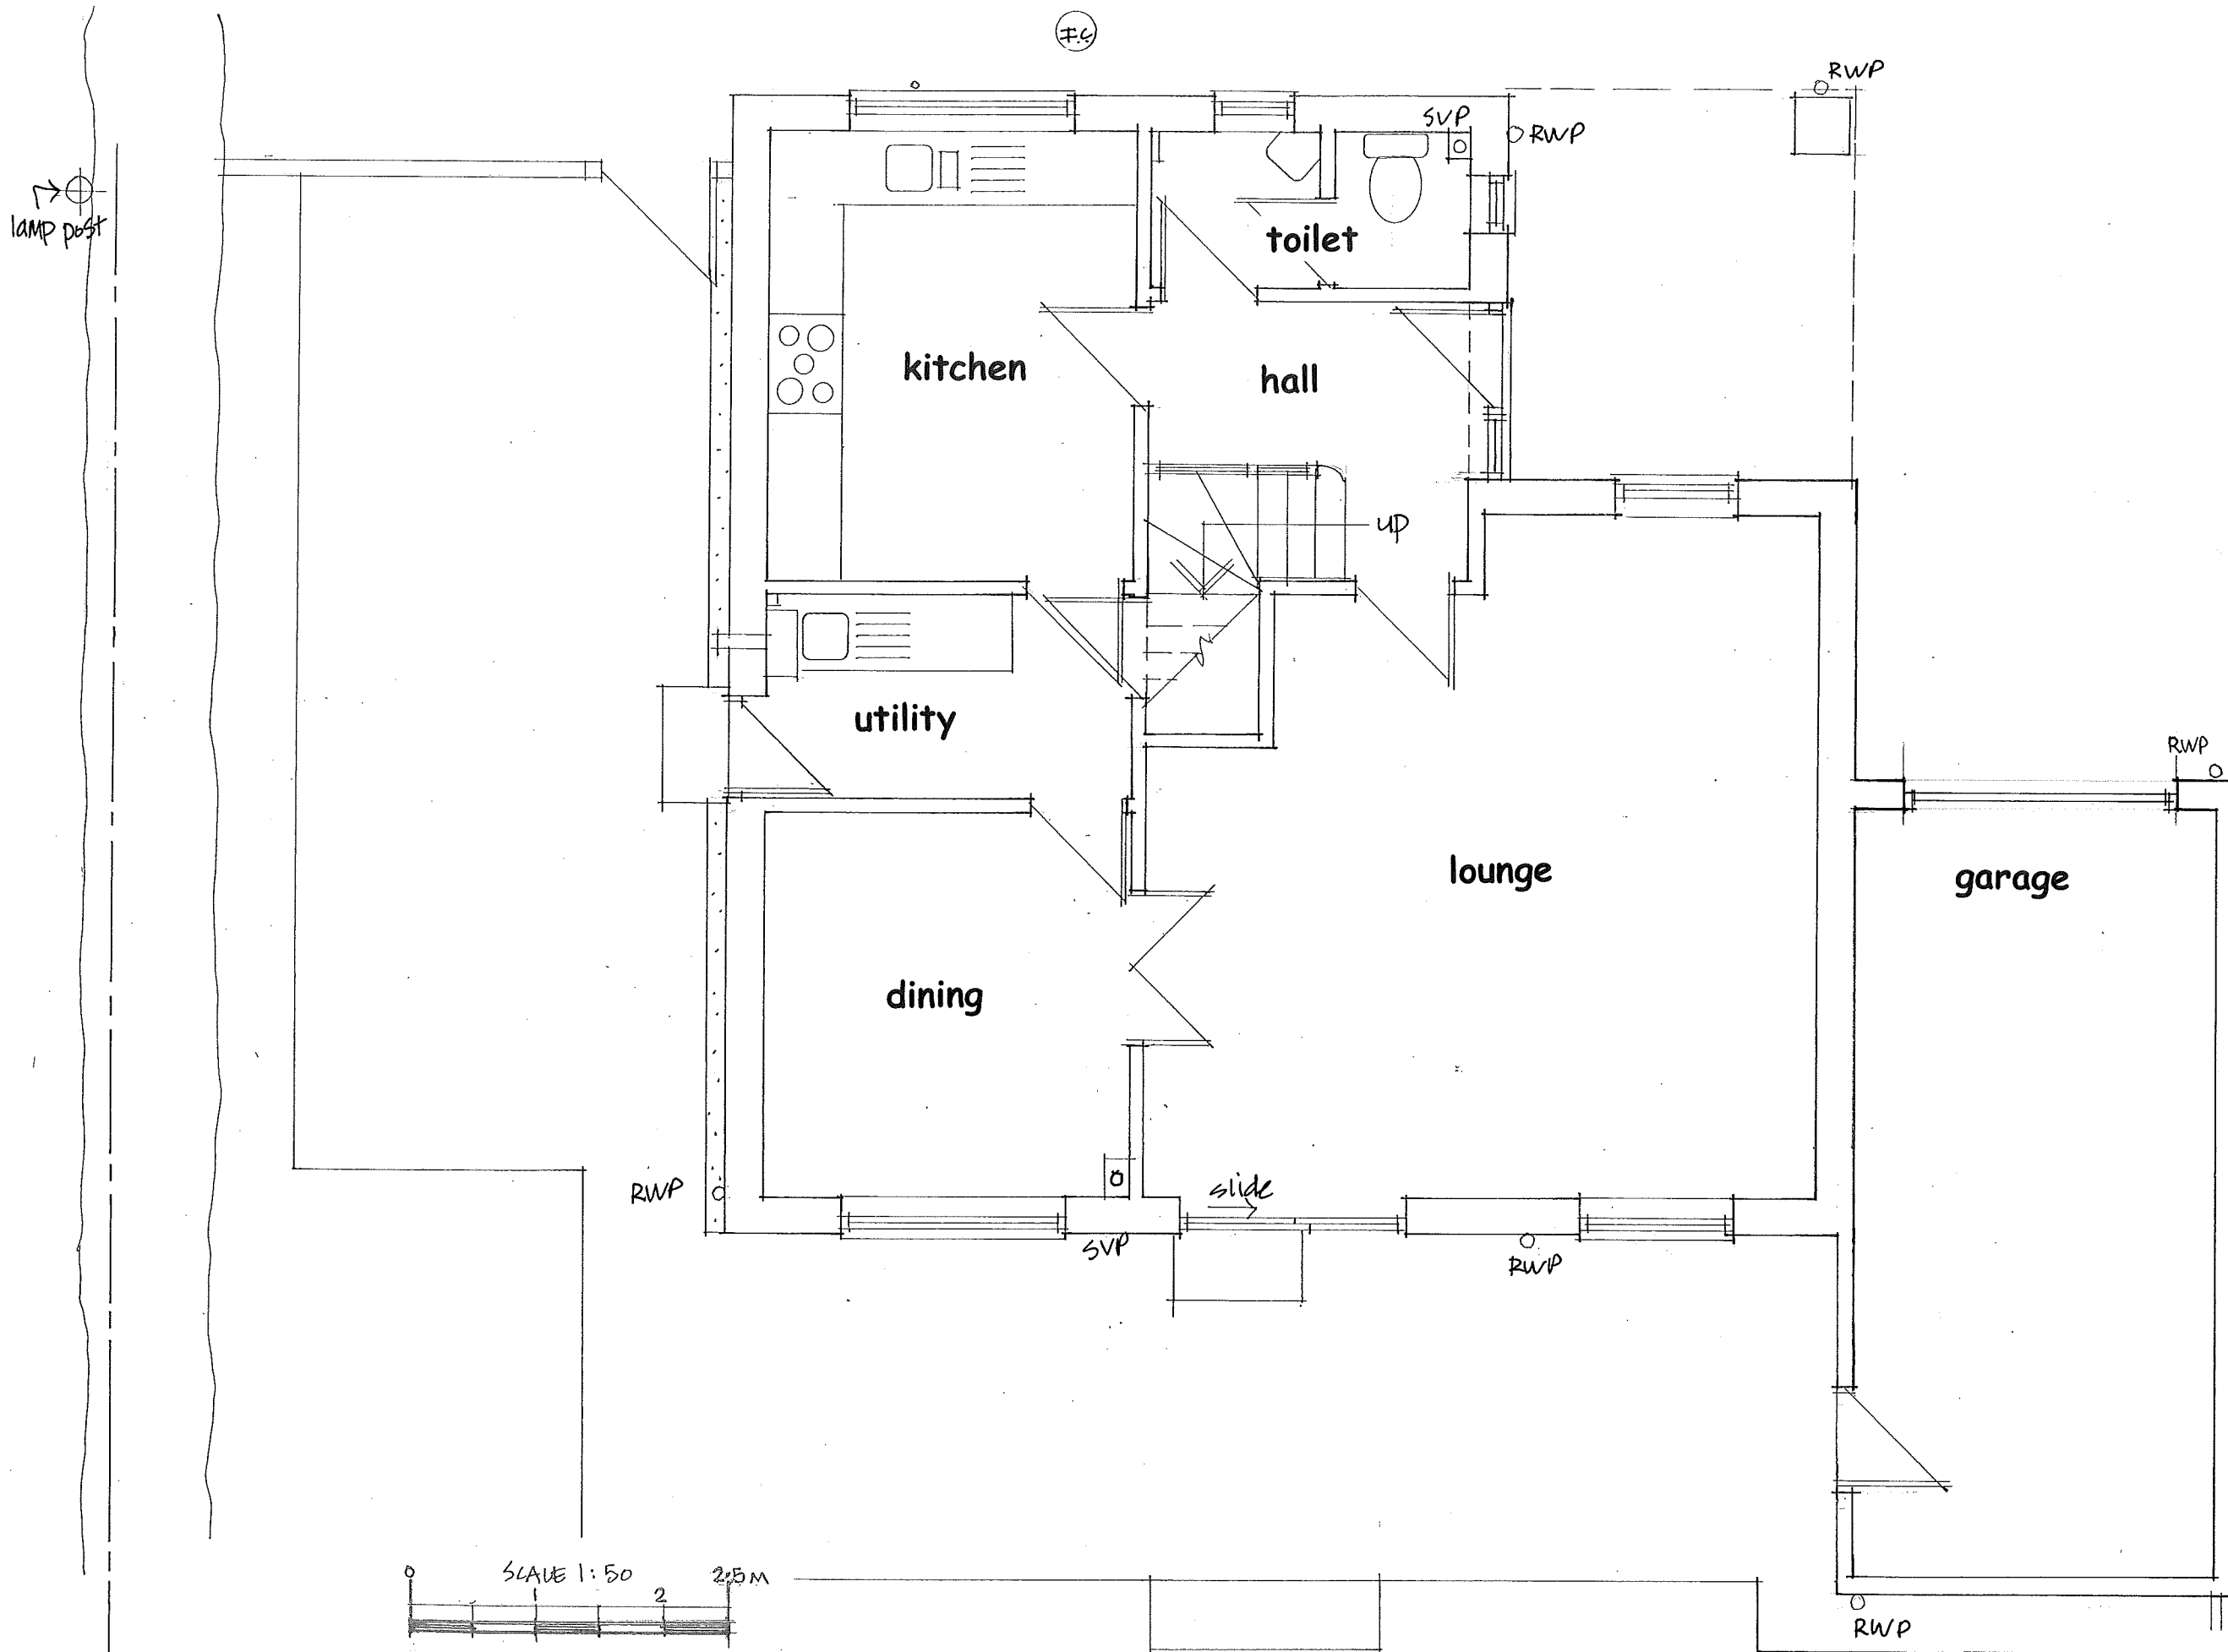 I.C
RWP
SVP
RWP
lamp post
toilet
kitchen
hall
UP
utility
RWP
lounge
garage
dining
RWP
slide
SVP
RWP
0
SCALE 1:50
2
2.5M
RWP